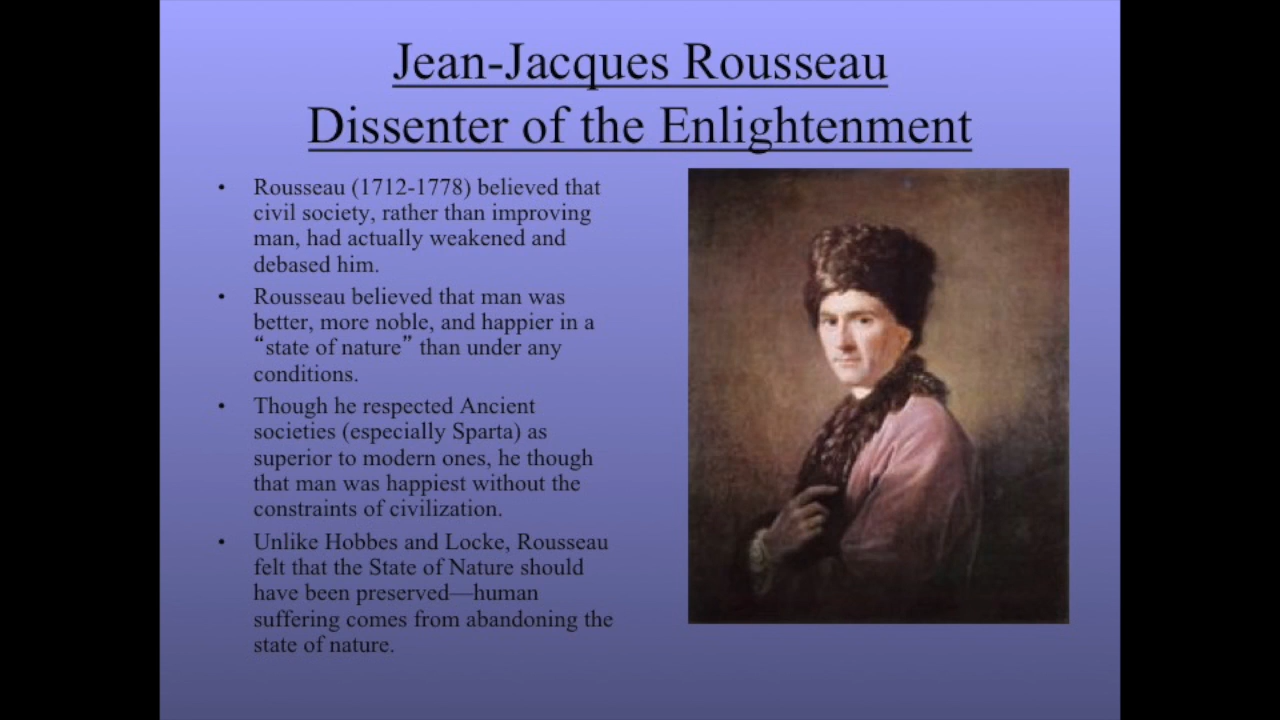 Jean-Jacques Rousseau
Dissenter of the Enlightenment
• Rousseau (1712-1778) believed that
civil society, rather than improving
man, had actually weakened and
debased him.
• Rousseau believed that man was
better, more noble, and happier in a
“state of nature” than under any
conditions.
• Though he respected Ancient
societies (especially Sparta) as
superior to modern ones, he though
that man was happiest without the
constraints of civilization.
• Unlike Hobbes and Locke, Rousseau
felt that the State of Nature should
have been preserved—human
suffering comes from abandoning the
state of nature.